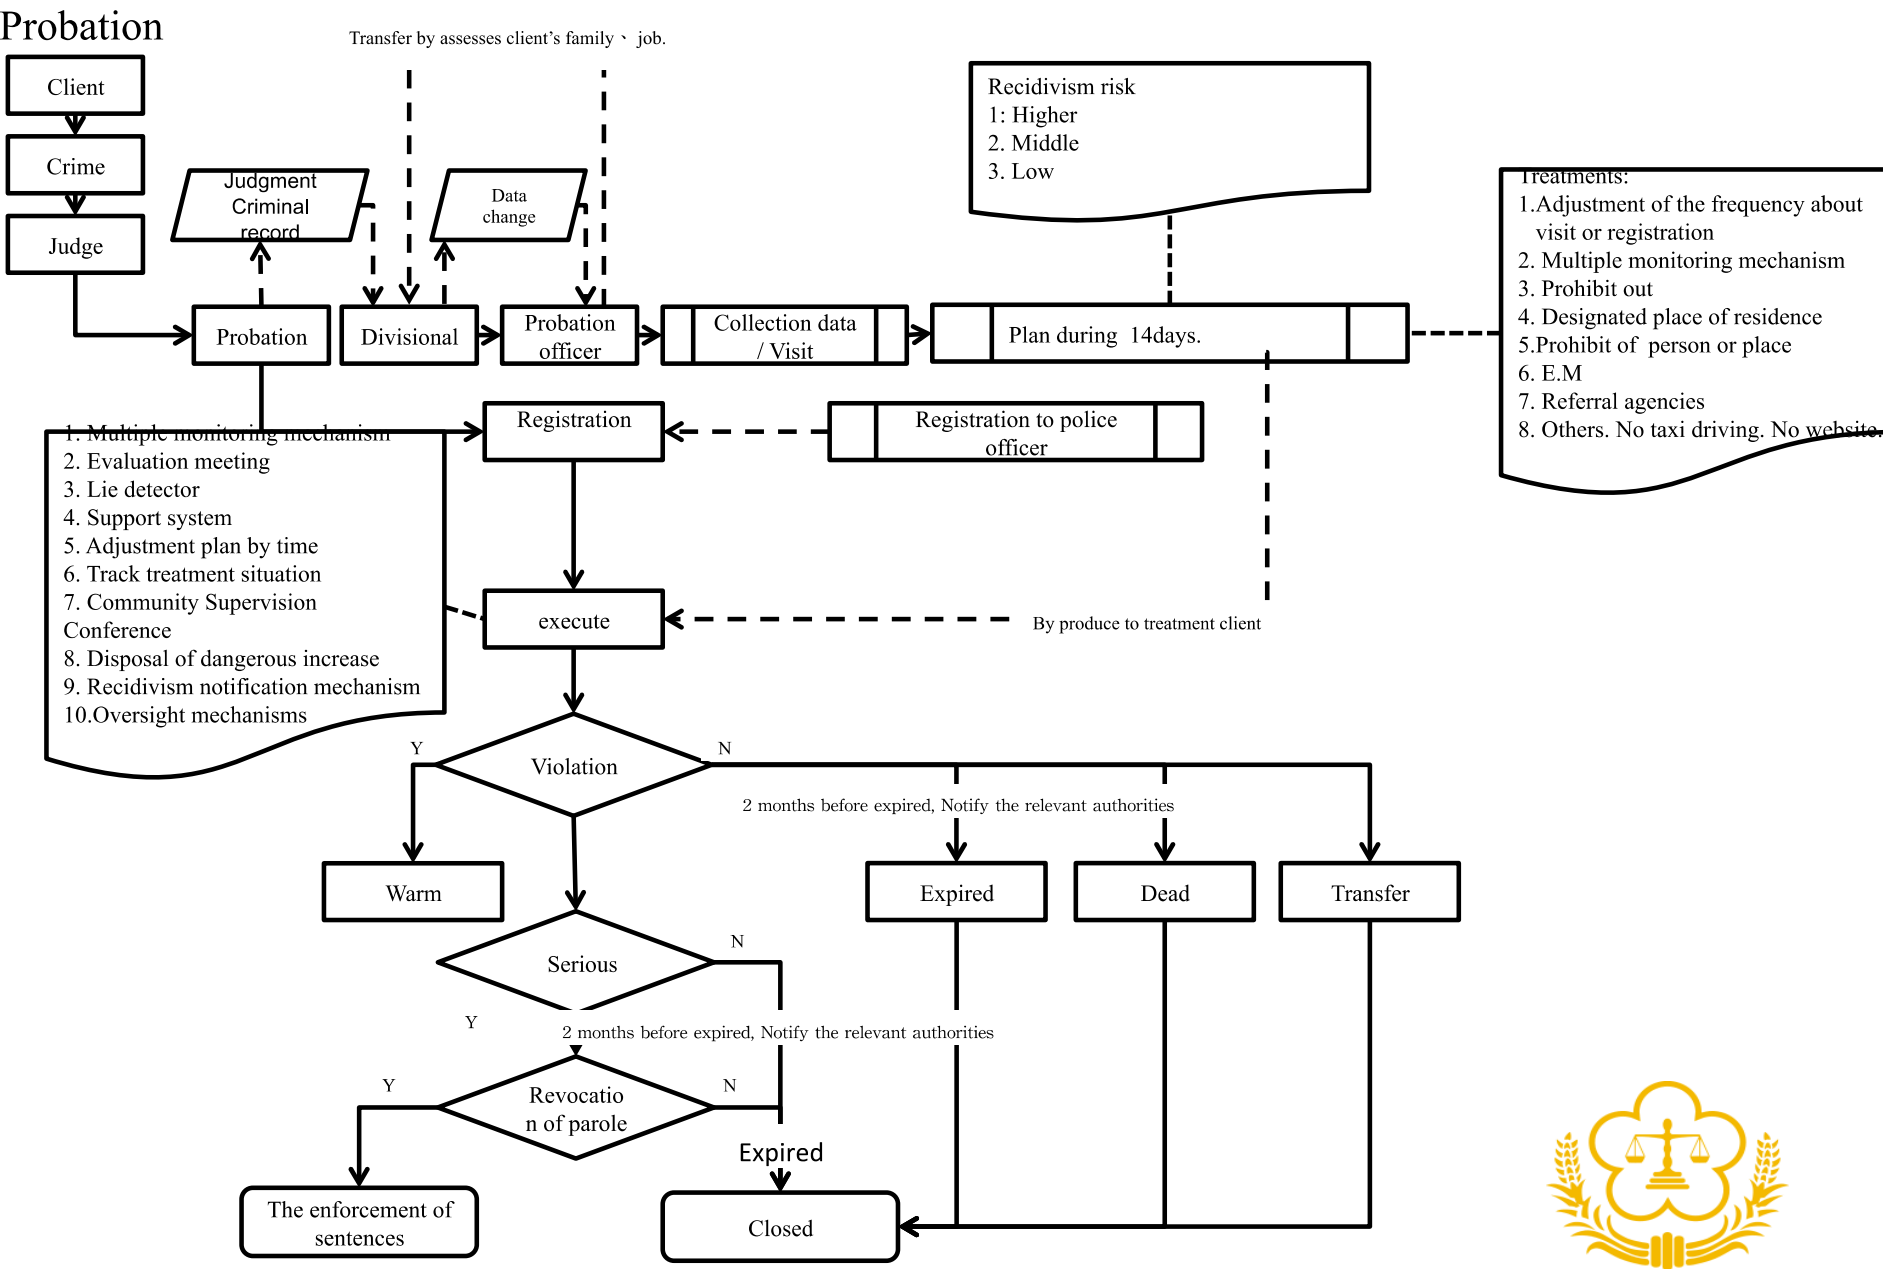 Probation
Transfer by assesses client’s family、 job.
Client
Crime
Judge
Judgment
Criminal
record
Data
change
Recidivism risk
1: Higher
2. Middle
3. Low
Treatments:
1.Adjustment of the frequency about
visit or registration
2. Multiple monitoring mechanism
3. Prohibit out
4. Designated place of residence
5.Prohibit of person or place
6. E.M
7. Referral agencies
8. Others. No taxi driving. No website.
Probation
Divisional
Probation
officer
Collection data
/ Visit
Plan during 14days.
Registration
Registration to police
officer
1. Multiple monitoring mechanism
2. Evaluation meeting
3. Lie detector
4. Support system
5. Adjustment plan by time
6. Track treatment situation
7. Community Supervision
Conference
8. Disposal of dangerous increase
9. Recidivism notification mechanism
10.Oversight mechanisms
execute
By produce to treatment client
Y
Violation
N
2 months before expired, Notify the relevant authorities
Warm
Expired
Dead
Transfer
Serious
N
Y
2 months before expired, Notify the relevant authorities
Y
Revocatio
n of parole
N
Expired
The enforcement of
sentences
Closed